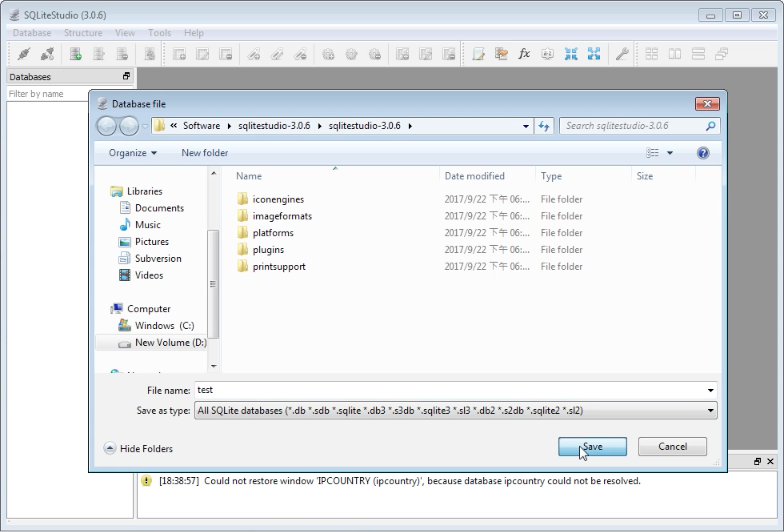 SQLiteStudio (3.0.6)
Database Structure View Tools Help
Databases
Filter by name
Database file
« Software sqlitestudio-3.0.6 sqlitestudio-3.0.6
Search sqlitestudio-3.0.6
Organize New folder
Name Date modified Type Size
Libraries
Documents
Music
Pictures
Subversion
Videos
Computer
Windows (C:)
New Volume (D:)
iconengines 2017/9/22 下午 06:... File folder
imageformats 2017/9/22 下午 06:... File folder
platforms 2017/9/22 下午 06:... File folder
plugins 2017/9/22 下午 06:... File folder
printsupport 2017/9/22 下午 06:... File folder
File name: test
Save as type: All SQLite databases (*.db *.sdb *.sqlite *.db3 *.s3db *.sqlite3 *.sl3 *.db2 *.s2db *.sqlite2 *.sl2)
Hide Folders
Save Cancel
[18:38:57] Could not restore window 'IPCOUNTRY (ipcountry)', because database ipcountry could not be resolved.